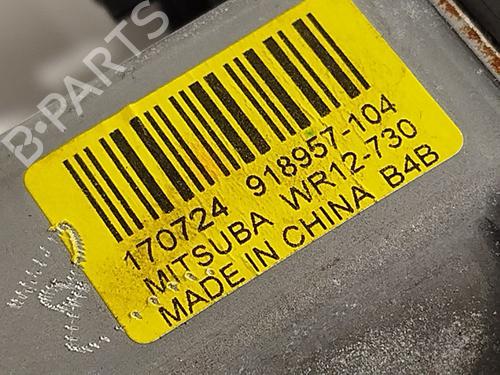 B-PARTS
170724 918957-104
MITSUBA WR12-730
MADE IN CHINA B4B